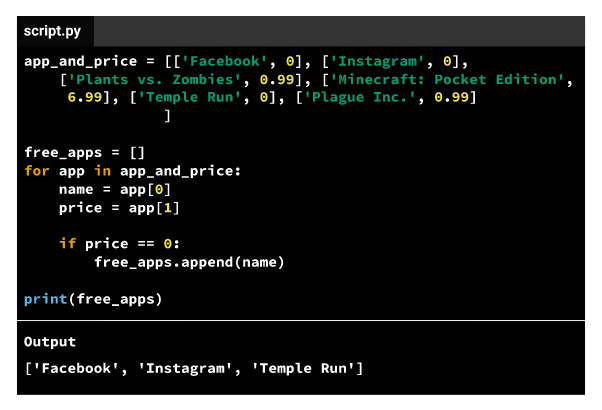 script.py
app_and_price = [['Facebook', 0], ['Instagram', 0],
    ['Plants vs. Zombies', 0.99], ['Minecraft: Pocket Edition',
     6.99], ['Temple Run', 0], ['Plague Inc.', 0.99]
                ]
free_apps = []
for app in app_and_price:
    name = app[0]
    price = app[1]
    if price == 0:
        free_apps.append(name)
print(free_apps)
Output
['Facebook', 'Instagram', 'Temple Run']